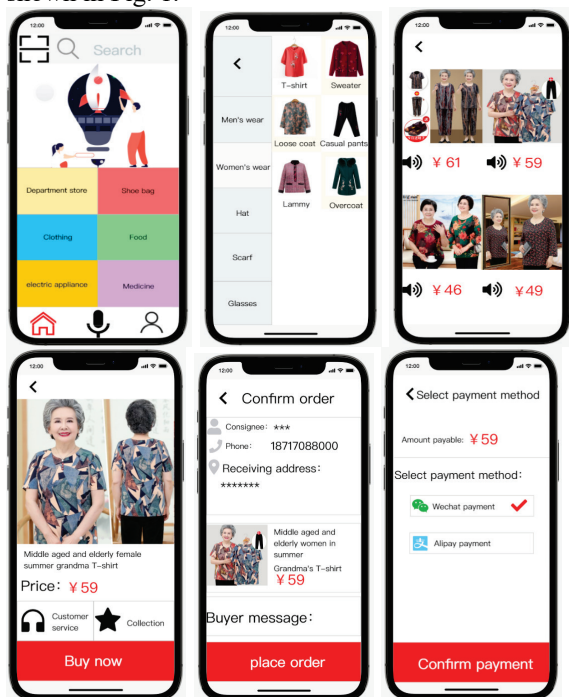 12:00
Search
Department store
Shoe bag
Clothing
Food
electric appliance
Medicine
12:00
T-shirt
Sweater
Men's wear
Loose coat
Casual pants
Women's wear
Lammy
Overcoat
Hat
Scarf
Glasses
12:00
¥ 61
¥ 59
¥ 46
¥ 49
12:00
Middle aged and elderly female
summer grandma T-shirt
Price: ¥ 59
Customer
service
Collection
Buy now
12:00
Confirm order
Consignee: ***
Phone: 18717088000
Receiving address:
*******
Middle aged and
elderly women in
summer
Grandma's T-shirt
¥ 59
Buyer message:
place order
12:00
Select payment method
Amount payable: ¥ 59
Select payment method:
Wechat payment
支 Alipay payment
Confirm payment